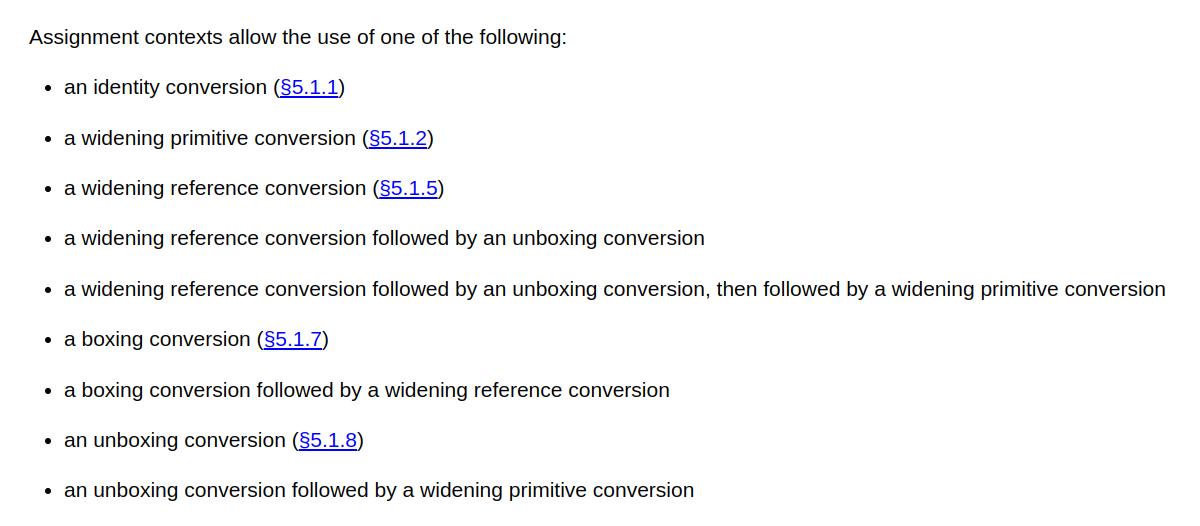 Assignment contexts allow the use of one of the following:
• an identity conversion (§5.1.1)
• a widening primitive conversion (§5.1.2)
• a widening reference conversion (§5.1.5)
• a widening reference conversion followed by an unboxing conversion
• a widening reference conversion followed by an unboxing conversion, then followed by a widening primitive conversion
• a boxing conversion (§5.1.7)
• a boxing conversion followed by a widening reference conversion
• an unboxing conversion (§5.1.8)
• an unboxing conversion followed by a widening primitive conversion